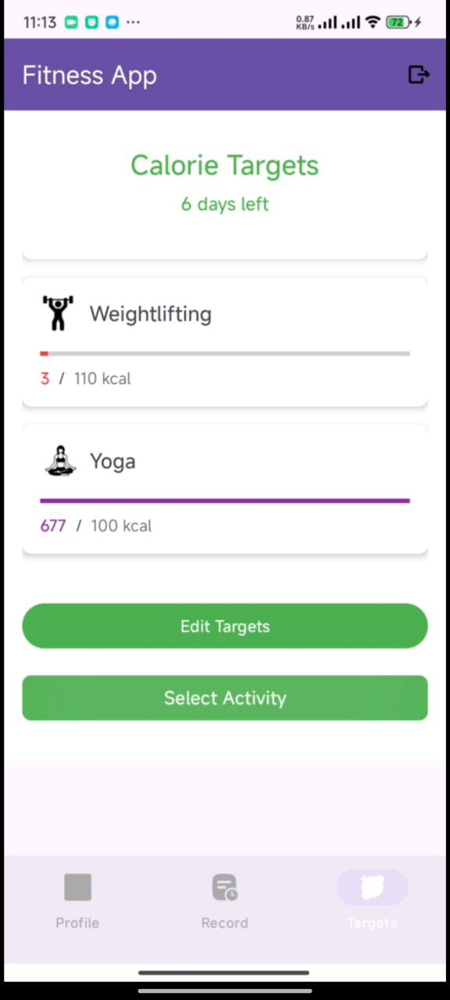 11:13 ··· 0.87 KB/s 72
Fitness App
Calorie Targets
6 days left
Weightlifting
3 / 110 kcal
Yoga
677 / 100 kcal
Edit Targets
Select Activity
Profile Record Targets